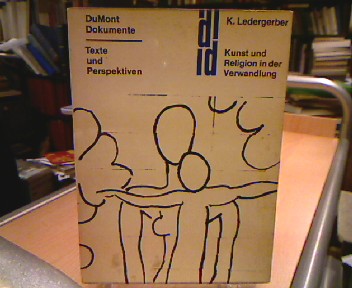 DuMont
Dokumente
Texte
und
Perspektiven
d
d
K. Ledergerber
Kunst und
Religion in der
Verwandlung